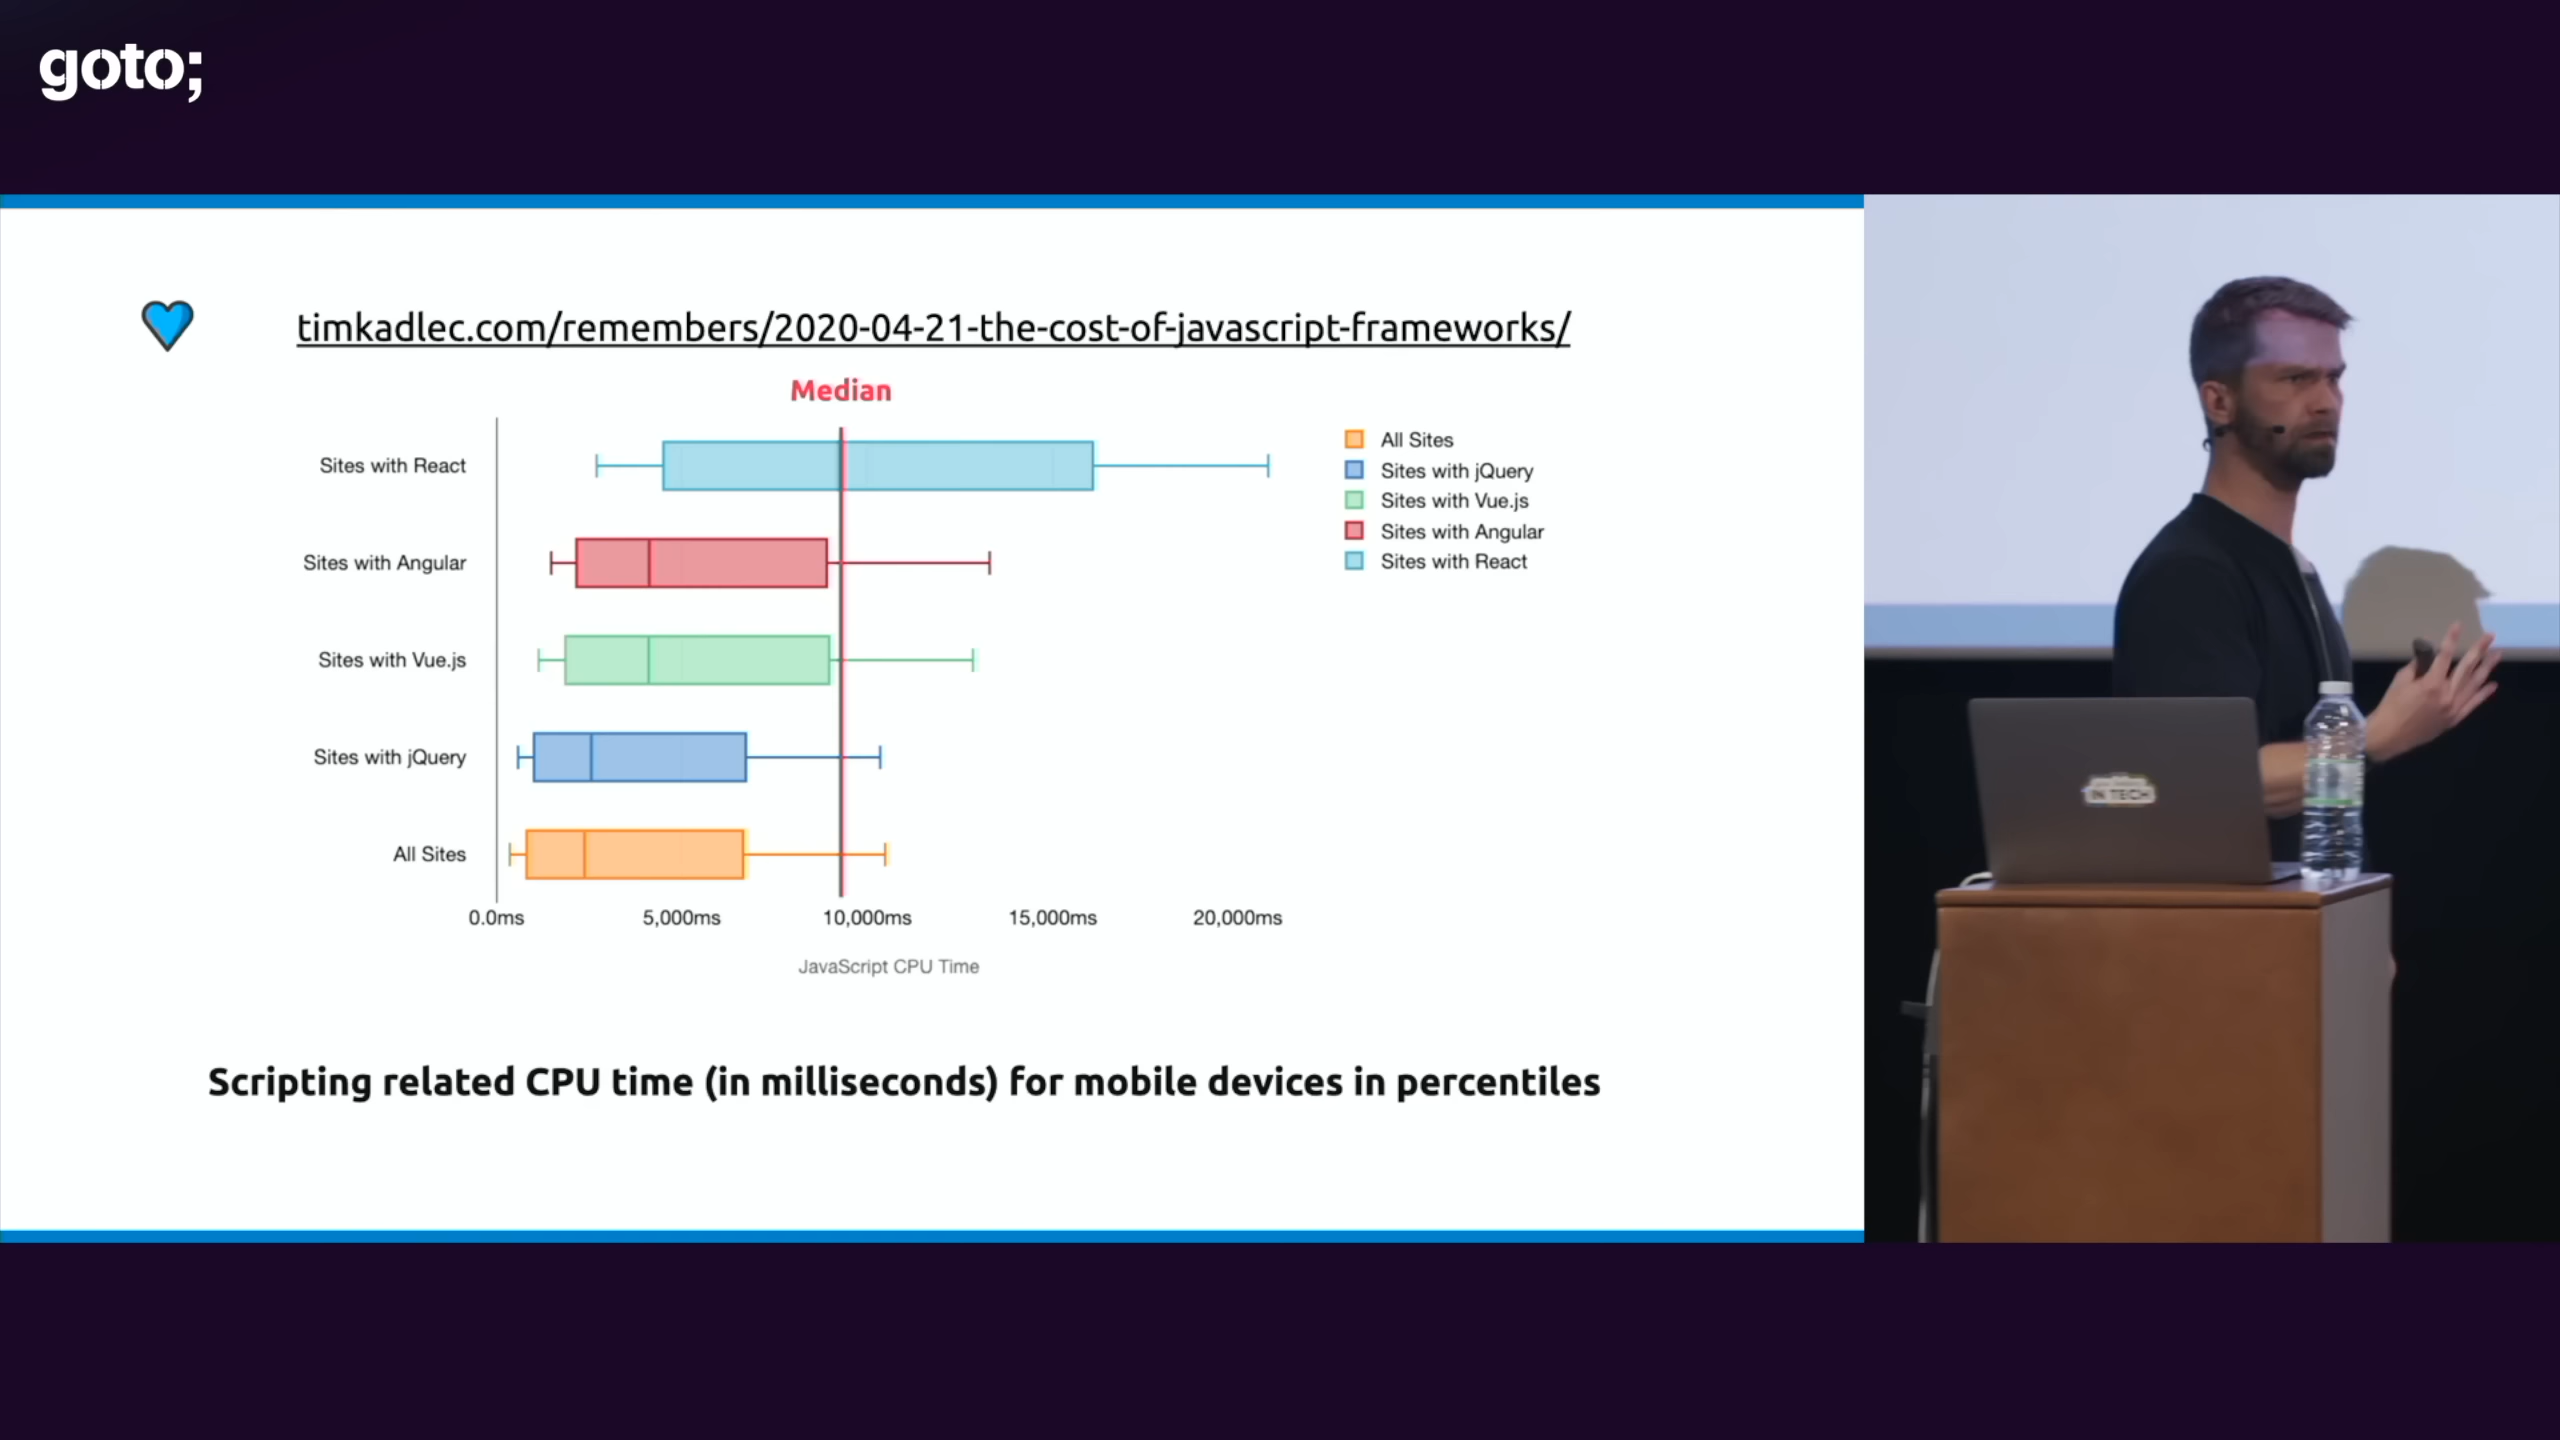 goto;
timkadlec.com/remembers/2020-04-21-the-cost-of-javascript-frameworks/
Median
Sites with React
Sites with Angular
Sites with Vue.js
Sites with jQuery
All Sites
0.0ms 5,000ms 10,000ms 15,000ms 20,000ms
JavaScript CPU Time
All Sites
Sites with jQuery
Sites with Vue.js
Sites with Angular
Sites with React
Scripting related CPU time (in milliseconds) for mobile devices in percentiles
IN TECH